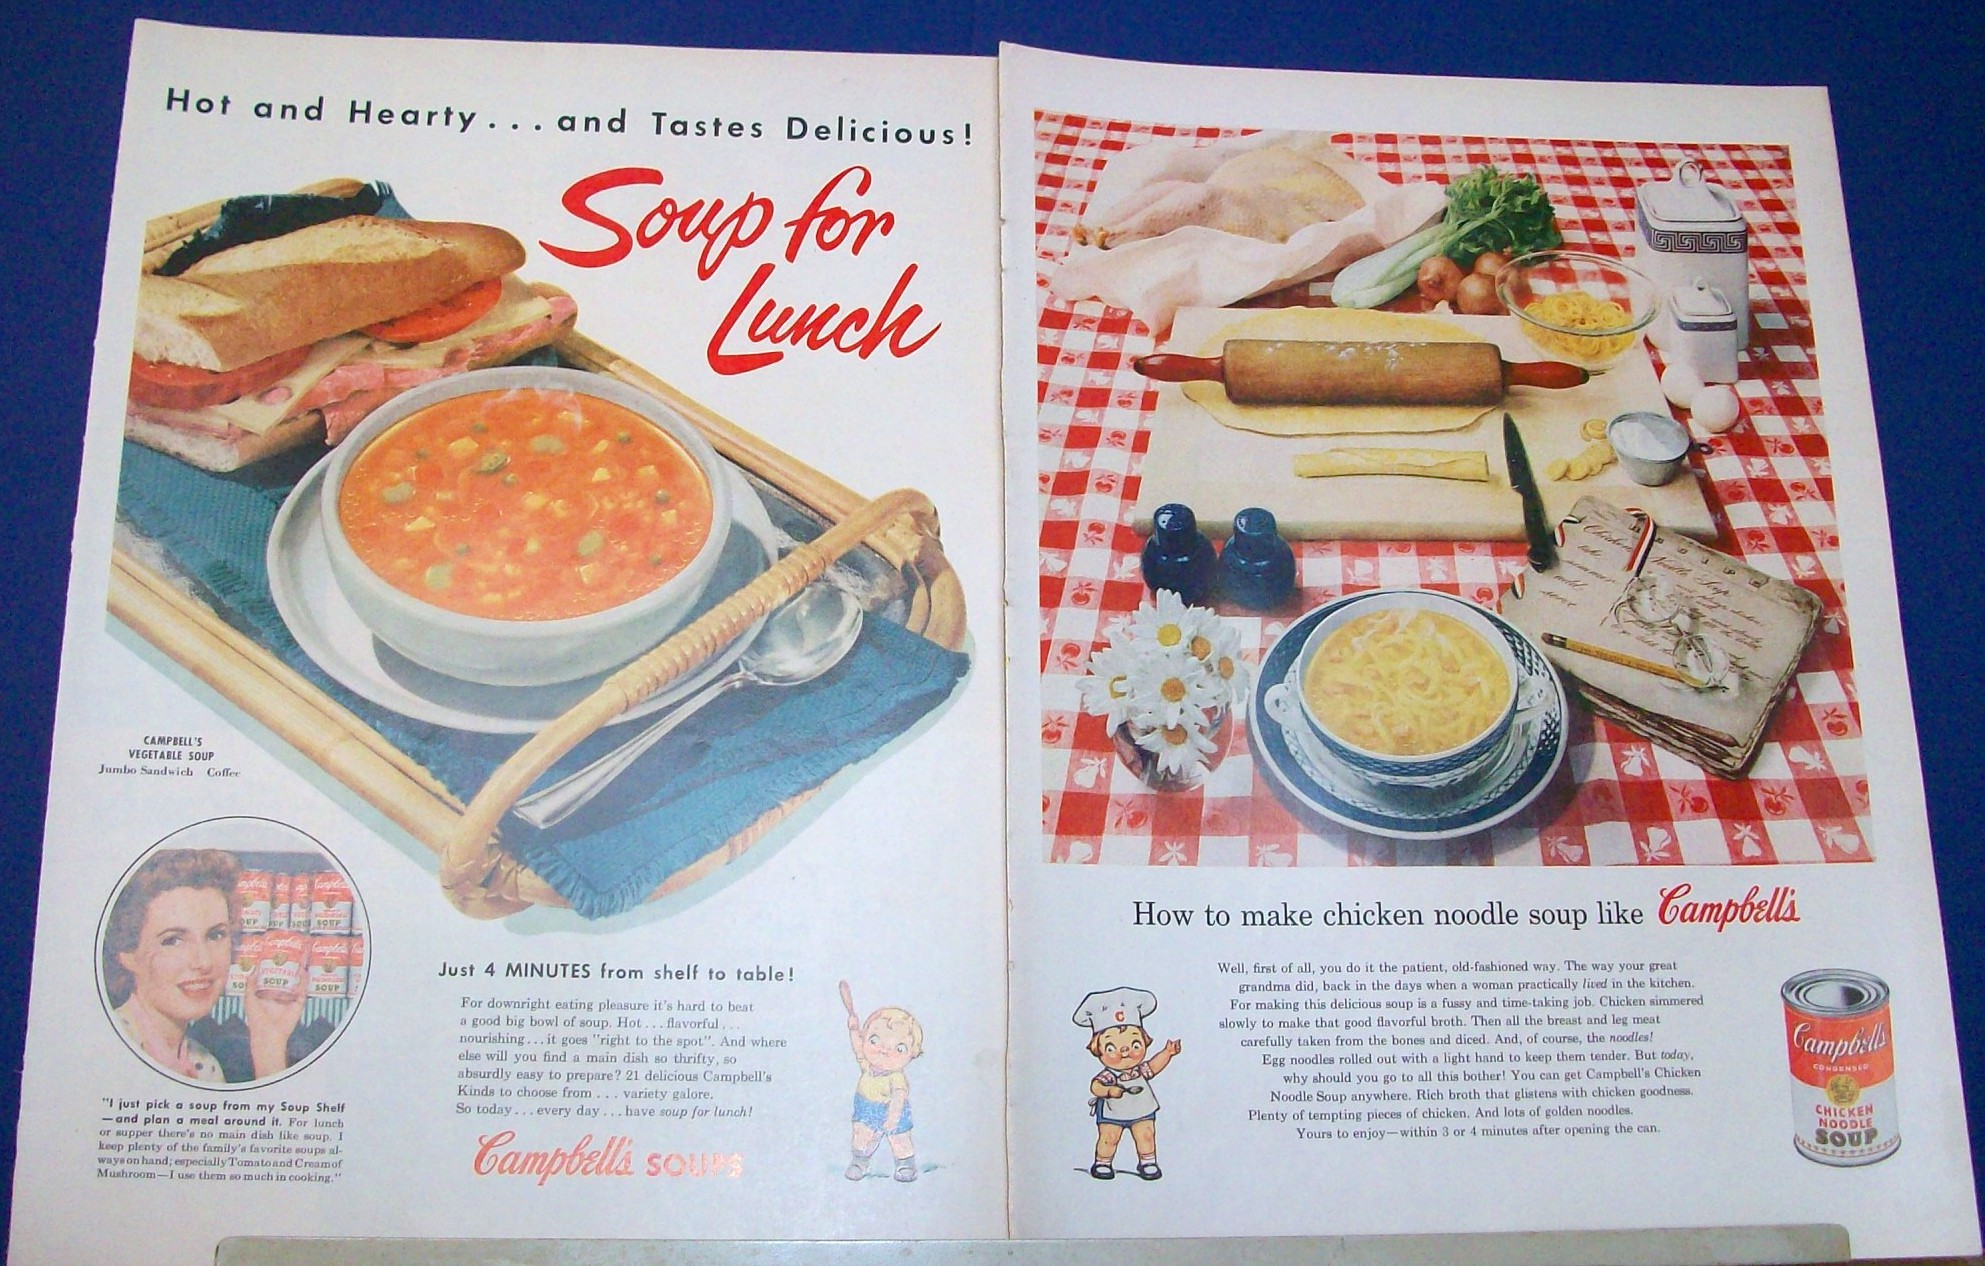 Hot and Hearty...and Tastes Delicious!
Soup for
Lunch
CAMPBELL'S
VEGETABLE SOUP
Jumbo Sandwich Coffee
Campbell's
VEGETABLE
SOUP
SOUP
SOUP
"I just pick a soup from my Soup Shelf
—and plan a meal around it. For lunch
or supper there's no main dish like soup. I
keep plenty of the family's favorite soups al-
ways on hand; especially Tomato and Cream of
Mushroom—I use them so much in cooking."
Just 4 MINUTES from shelf to table!
For downright eating pleasure it's hard to beat
a good big bowl of soup. Hot...flavorful...
nourishing...it goes "right to the spot". And where
else will you find a main dish so thrifty, so
absurdly easy to prepare? 21 delicious Campbell's
Kinds to choose from...variety galore.
So today...every day...have soup for lunch!
Campbell's SOUPS
Chicken Noodle Soup
How to make chicken noodle soup like Campbell's
Well, first of all, you do it the patient, old-fashioned way. The way your great
grandma did, back in the days when a woman practically lived in the kitchen.
For making this delicious soup is a fussy and time-taking job. Chicken simmered
slowly to make that good flavorful broth. Then all the breast and leg meat
carefully taken from the bones and diced. And, of course, the noodles!
Egg noodles rolled out with a light hand to keep them tender. But today,
why should you go to all this bother! You can get Campbell's Chicken
Noodle Soup anywhere. Rich broth that glistens with chicken goodness.
Plenty of tempting pieces of chicken. And lots of golden noodles.
Yours to enjoy—within 3 or 4 minutes after opening the can.
C
Campbell's
CONDENSED
CHICKEN
NOODLE
SOUP